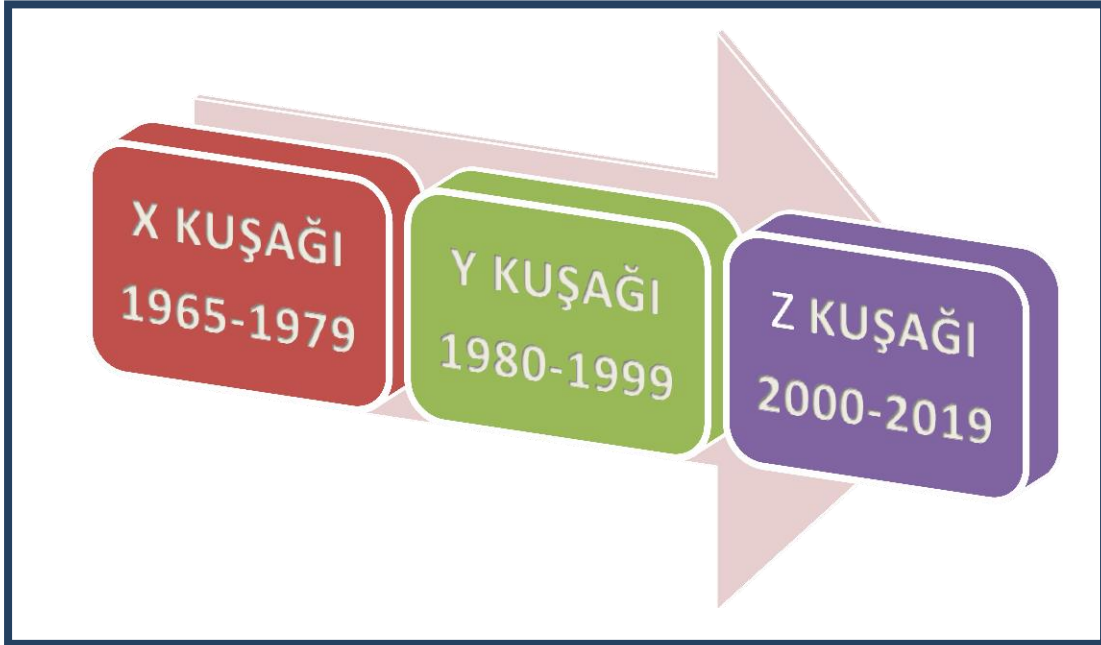 X KUŞAĞI
1965-1979
Y KUŞAĞI
1980-1999
Z KUŞAĞI
2000-2019